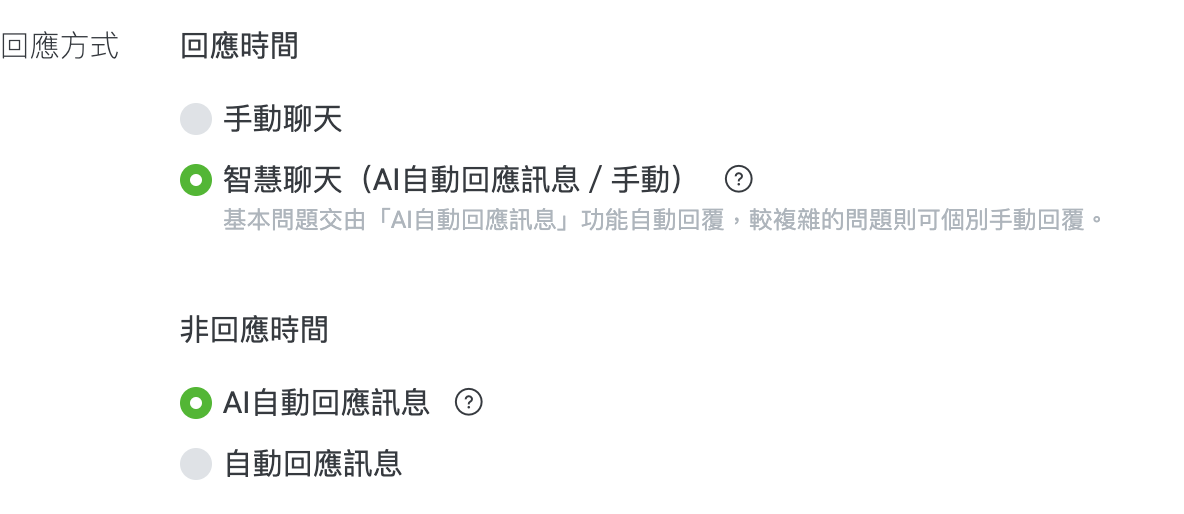 回應方式
回應時間
手動聊天
智慧聊天（AI自動回應訊息 / 手動） ?
基本問題交由「AI自動回應訊息」功能自動回覆，較複雜的問題則可個別手動回覆。
非回應時間
AI自動回應訊息 ?
自動回應訊息